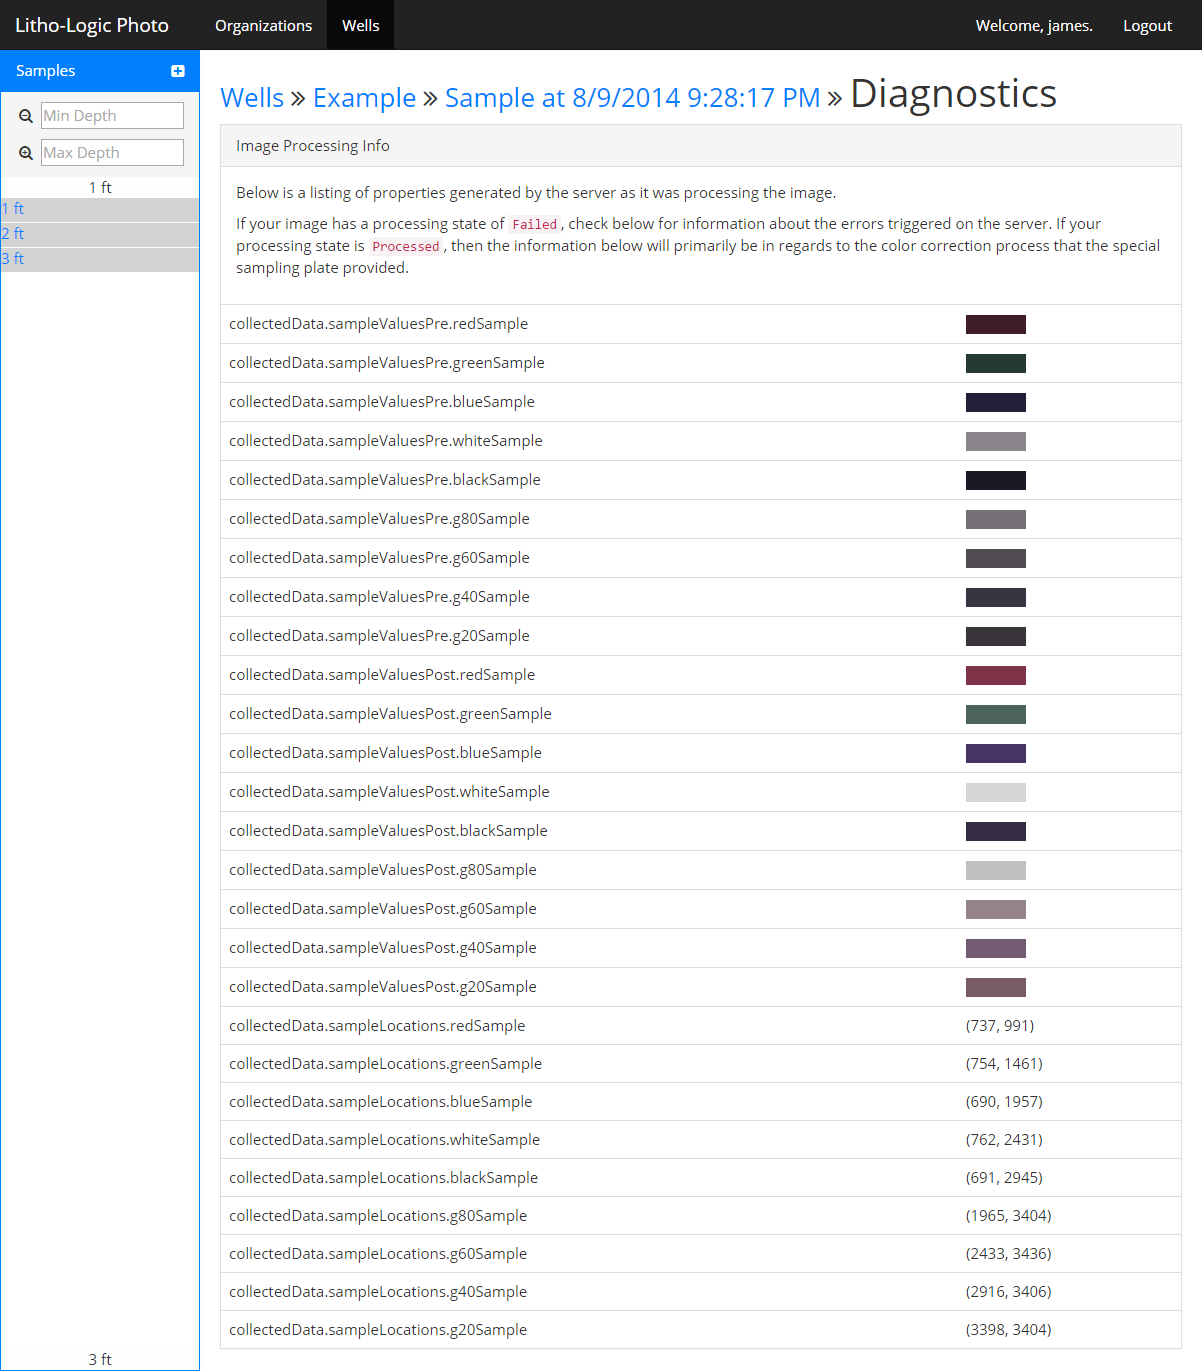 Litho-Logic Photo
Organizations
Wells
Welcome, james.
Logout
Samples
Min Depth
Max Depth
1 ft
1 ft
2 ft
3 ft
3 ft
Wells » Example » Sample at 8/9/2014 9:28:17 PM » Diagnostics
Image Processing Info
Below is a listing of properties generated by the server as it was processing the image.
If your image has a processing state of Failed, check below for information about the errors triggered on the server. If your
processing state is Processed, then the information below will primarily be in regards to the color correction process that the special
sampling plate provided.
collectedData.sampleValuesPre.redSample
collectedData.sampleValuesPre.greenSample
collectedData.sampleValuesPre.blueSample
collectedData.sampleValuesPre.whiteSample
collectedData.sampleValuesPre.blackSample
collectedData.sampleValuesPre.g80Sample
collectedData.sampleValuesPre.g60Sample
collectedData.sampleValuesPre.g40Sample
collectedData.sampleValuesPre.g20Sample
collectedData.sampleValuesPost.redSample
collectedData.sampleValuesPost.greenSample
collectedData.sampleValuesPost.blueSample
collectedData.sampleValuesPost.whiteSample
collectedData.sampleValuesPost.blackSample
collectedData.sampleValuesPost.g80Sample
collectedData.sampleValuesPost.g60Sample
collectedData.sampleValuesPost.g40Sample
collectedData.sampleValuesPost.g20Sample
collectedData.sampleLocations.redSample (737, 991)
collectedData.sampleLocations.greenSample (754, 1461)
collectedData.sampleLocations.blueSample (690, 1957)
collectedData.sampleLocations.whiteSample (762, 2431)
collectedData.sampleLocations.blackSample (691, 2945)
collectedData.sampleLocations.g80Sample (1965, 3404)
collectedData.sampleLocations.g60Sample (2433, 3436)
collectedData.sampleLocations.g40Sample (2916, 3406)
collectedData.sampleLocations.g20Sample (3398, 3404)